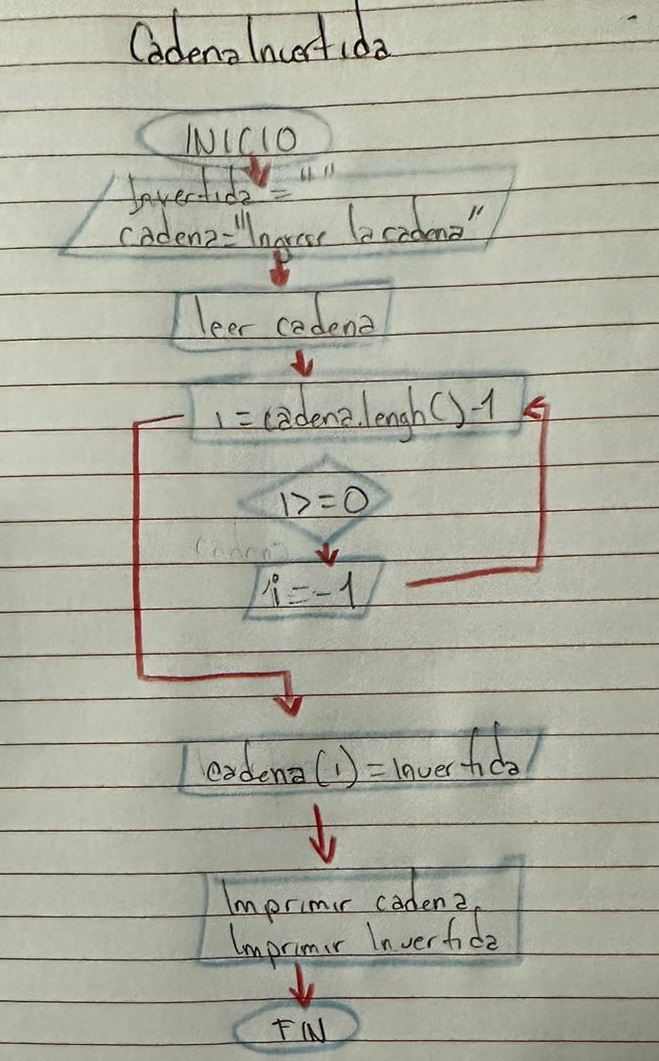 Cadena Invertida
INICIO
Invertida = ""
cadena="Ingrese la cadena"
leer cadena
i = cadena.lengh()-1
i>=0
i=-1
cadena(i)=Invertida
Imprimir cadena,
Imprimir Invertida
FIN